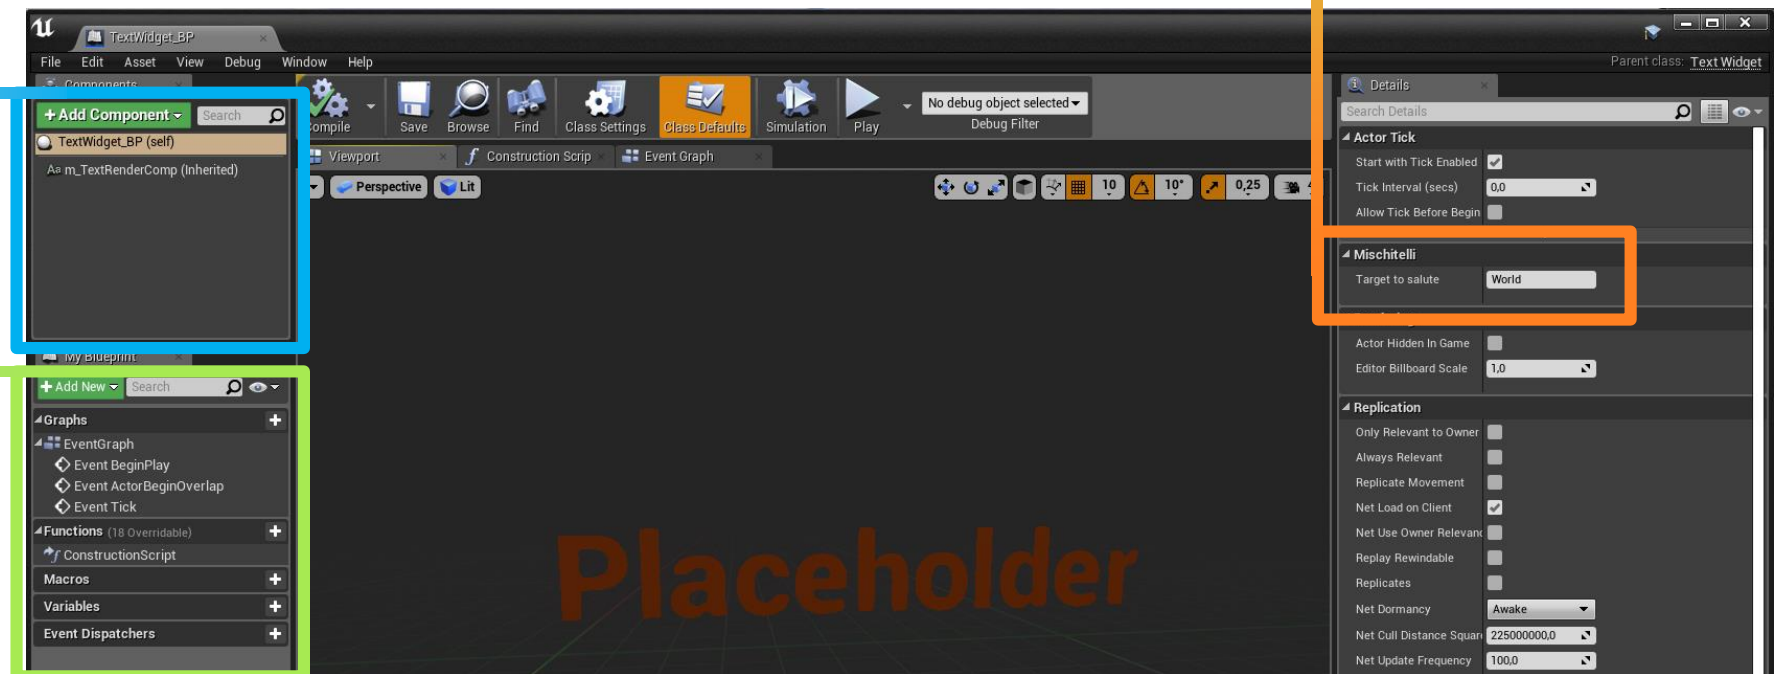 TextWidget_BP
File Edit Asset View Debug Window Help
Parent class: Text Widget
Components
+ Add Component
Search
TextWidget_BP (self)
Aa m_TextRenderComp (Inherited)
Compile
Save
Browse
Find
Class Settings
Class Defaults
Simulation
Play
No debug object selected
Debug Filter
Viewport
Construction Scrip
Event Graph
Perspective
Lit
10
10°
0,25
Placeholder
My Blueprint
+ Add New
Search
Graphs
EventGraph
Event BeginPlay
Event ActorBeginOverlap
Event Tick
Functions (18 Overridable)
ConstructionScript
Macros
Variables
Event Dispatchers
Details
Search Details
Actor Tick
Start with Tick Enabled
Tick Interval (secs) 0,0
Allow Tick Before Begin
Mischitelli
Target to salute World
Actor Hidden In Game
Editor Billboard Scale 1,0
Replication
Only Relevant to Owner
Always Relevant
Replicate Movement
Net Load on Client
Net Use Owner Relevanc
Replay Rewindable
Replicates
Net Dormancy Awake
Net Cull Distance Square 225000000,0
Net Update Frequency 100,0